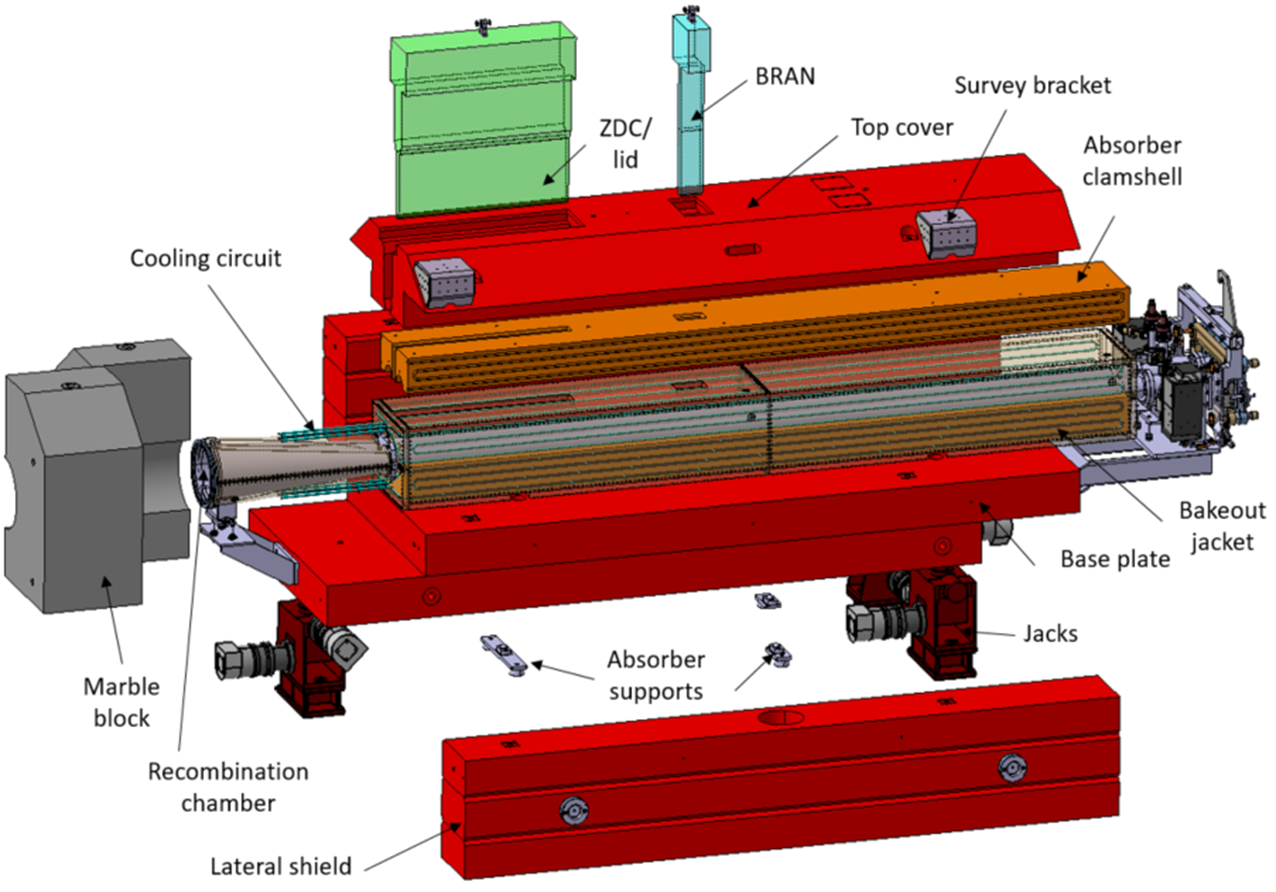 BRAN
Survey bracket
ZDC/
lid
Top cover
Absorber
clamshell
Cooling circuit
Bakeout
jacket
Base plate
Jacks
Absorber
supports
Marble
block
Recombination
chamber
Lateral shield